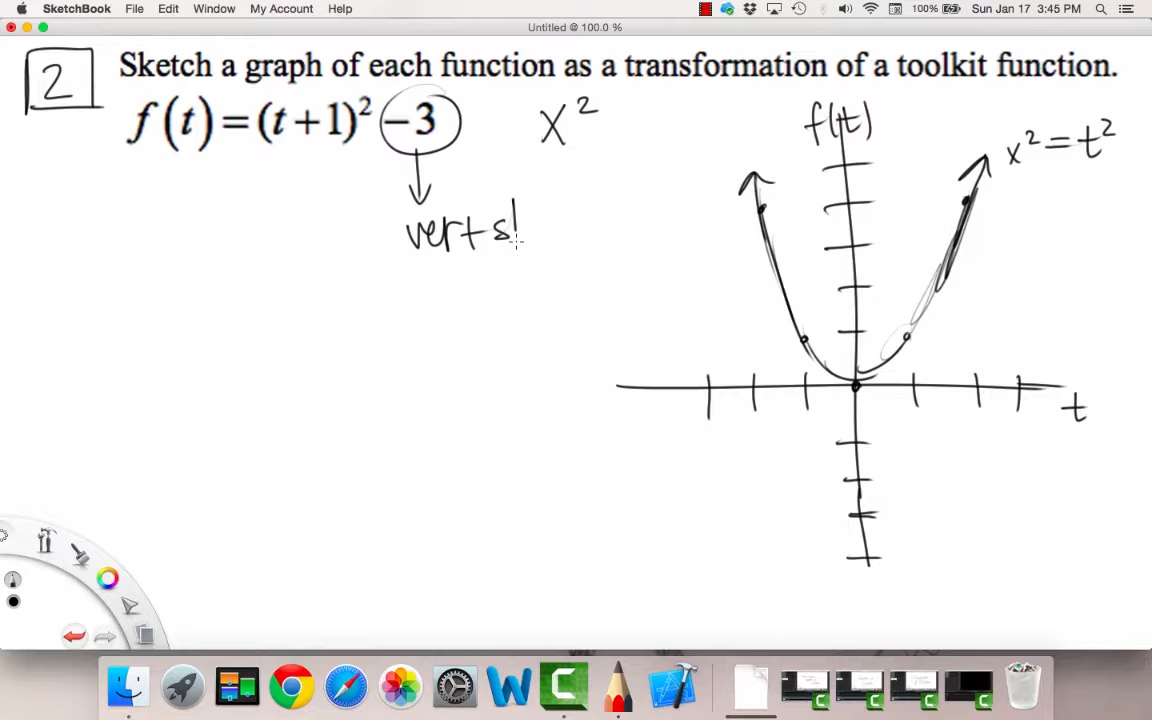 SketchBook File Edit Window My Account Help 100% Sun Jan 17 3:45 PM
Untitled @ 100.0 %
2 Sketch a graph of each function as a transformation of a toolkit function.
f(t) = (t+1)² −3
x²
f(t)
x² = t²
vert s
t